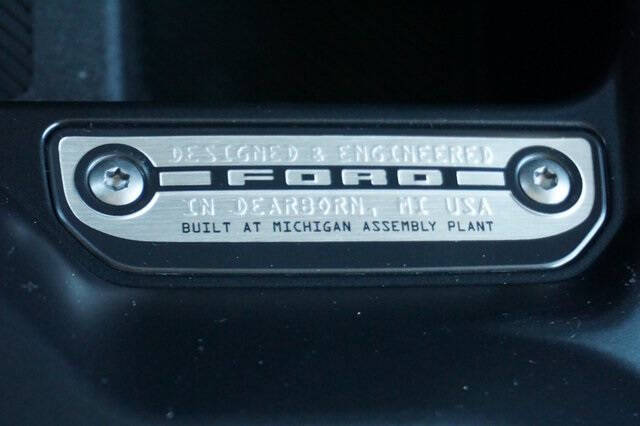 DESIGNED & ENGINEERED
FORD
IN DEARBORN, MI USA
BUILT AT MICHIGAN ASSEMBLY PLANT